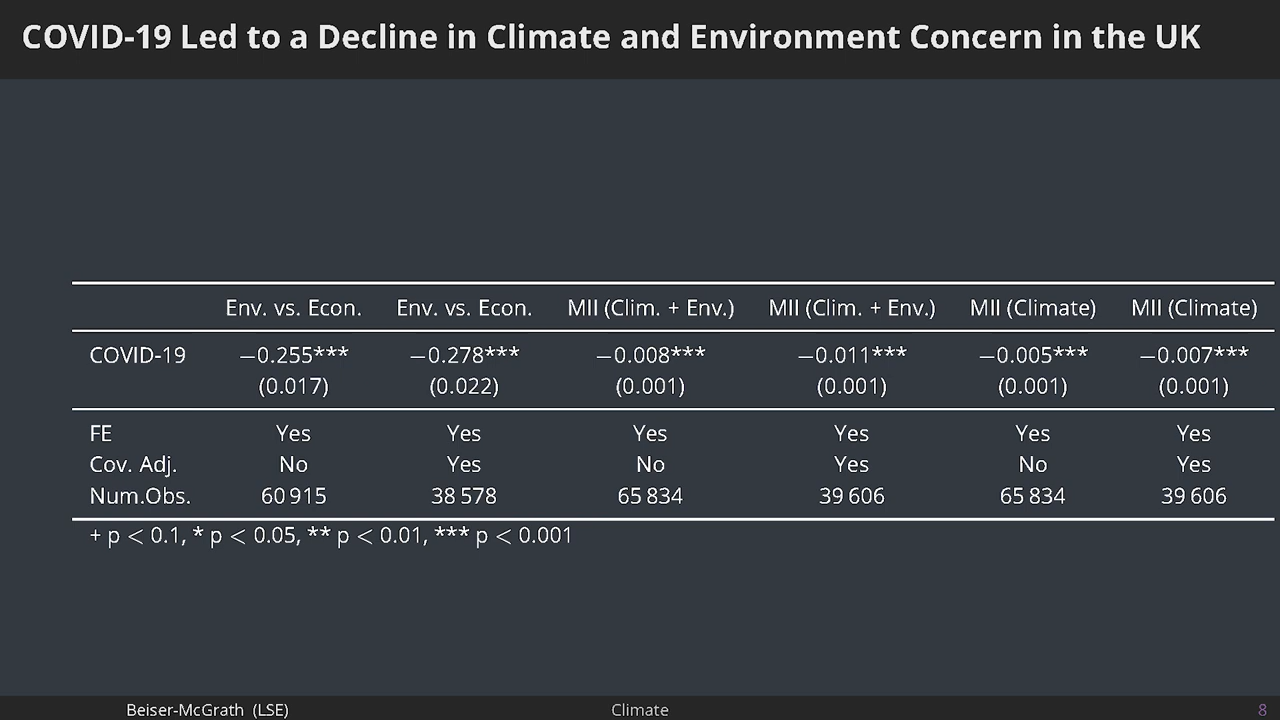 COVID-19 Led to a Decline in Climate and Environment Concern in the UK
Env. vs. Econ. Env. vs. Econ. MII (Clim. + Env.) MII (Clim. + Env.) MII (Climate) MII (Climate)
COVID-19 −0.255*** −0.278*** −0.008*** −0.011*** −0.005*** −0.007***
(0.017) (0.022) (0.001) (0.001) (0.001) (0.001)
FE Yes Yes Yes Yes Yes Yes
Cov. Adj. No Yes No Yes No Yes
Num.Obs. 60 915 38 578 65 834 39 606 65 834 39 606
+ p < 0.1, * p < 0.05, ** p < 0.01, *** p < 0.001
Beiser-McGrath (LSE) Climate 8